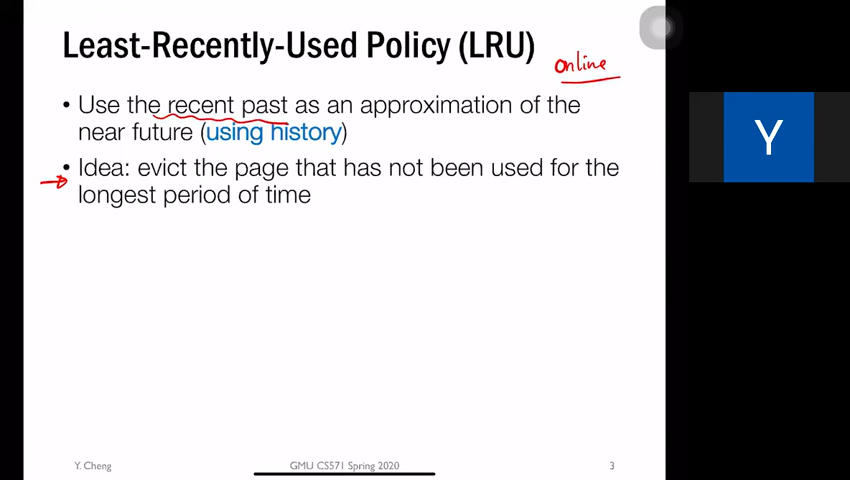 Least-Recently-Used Policy (LRU)
online
• Use the recent past as an approximation of the
near future (using history)
• Idea: evict the page that has not been used for the
longest period of time
Y
Y. Cheng
GMU CS571 Spring 2020
3